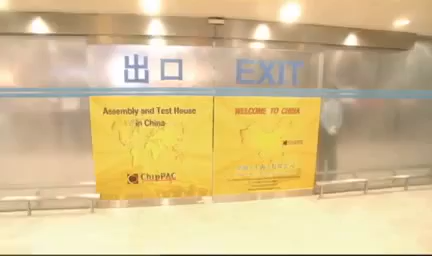 出口 EXIT
Assembly and Test House
in China
WELCOME TO CHINA
ChipPAC